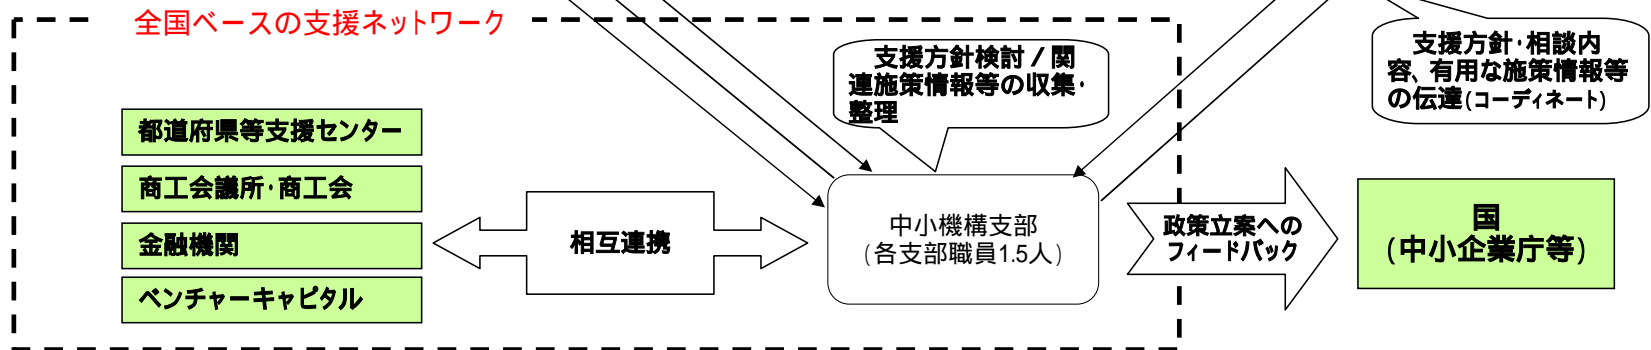 全国ベースの支援ネットワーク
支援方針検討/関
連施策情報等の収集・
整理
支援方針・相談内
容、有用な施策情報等
の伝達(コーディネート)
都道府県等支援センター
商工会議所・商工会
金融機関
ベンチャーキャピタル
相互連携
中小機構支部
(各支部職員1.5人)
政策立案への
フィードバック
国
(中小企業庁等)